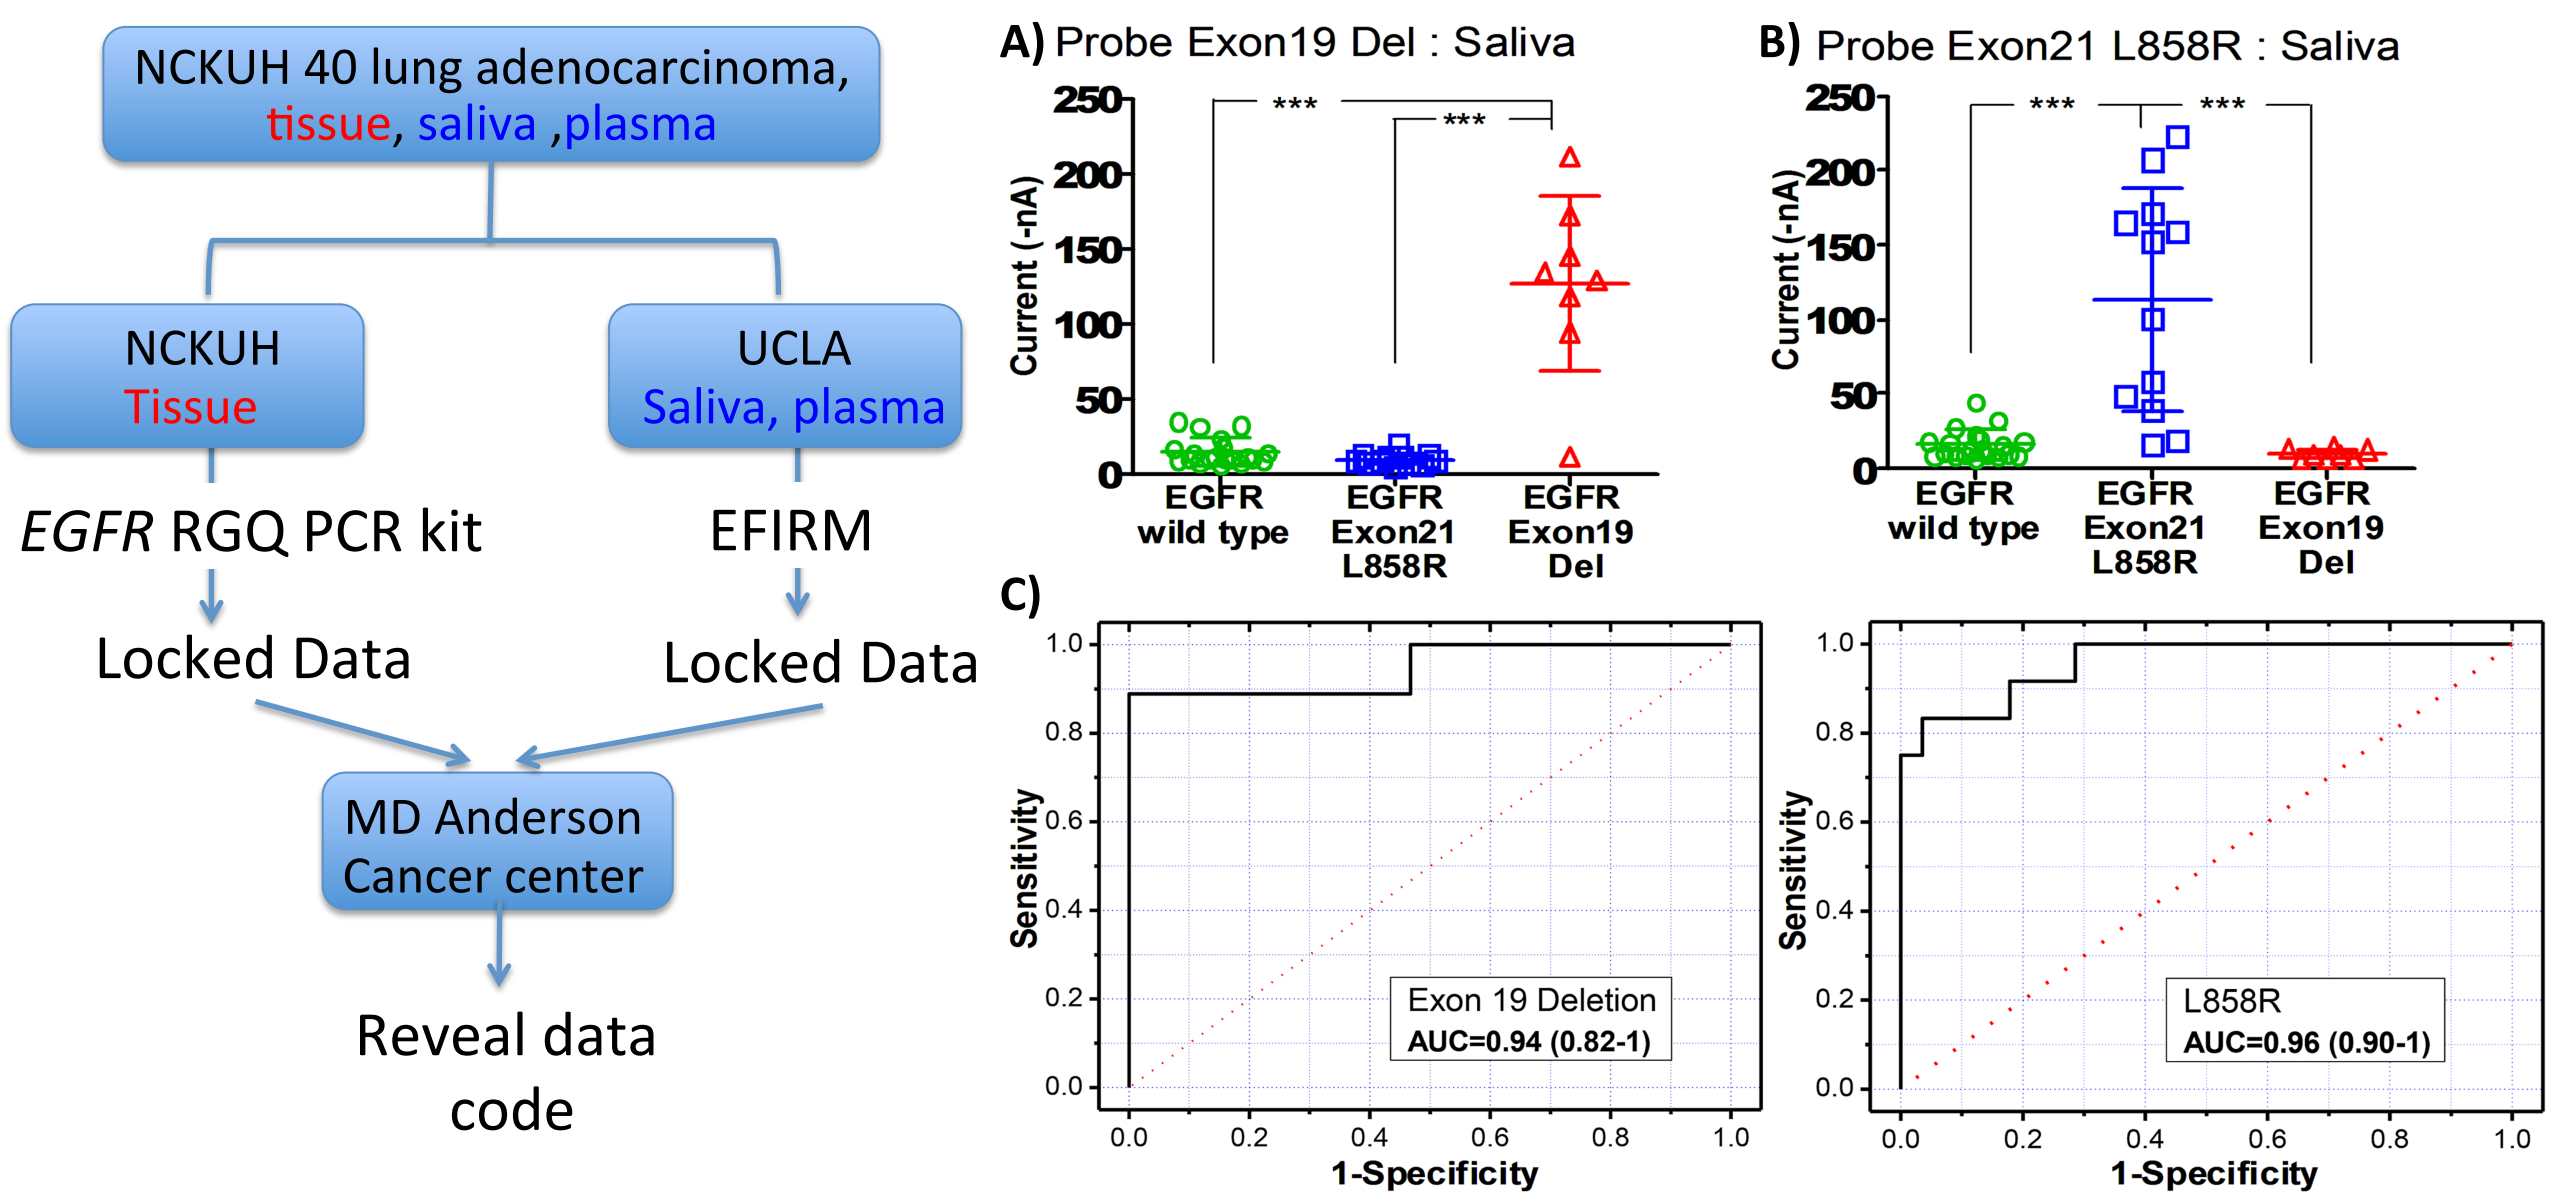 NCKUH 40 lung adenocarcinoma,
tissue, saliva ,plasma
NCKUH
Tissue
UCLA
Saliva, plasma
EGFR RGQ PCR kit
EFIRM
Locked Data
Locked Data
MD Anderson
Cancer center
Reveal data
code
A) Probe Exon19 Del : Saliva
Current (-nA)
250
200
150
100
50
0
***
***
EGFR
wild type
EGFR
Exon21
L858R
EGFR
Exon19
Del
B) Probe Exon21 L858R : Saliva
Current (-nA)
250
200
150
100
50
0
***
***
EGFR
wild type
EGFR
Exon21
L858R
EGFR
Exon19
Del
C)
Sensitivity
1.0
0.8
0.6
0.4
0.2
0.0
Exon 19 Deletion
AUC=0.94 (0.82-1)
0.0 0.2 0.4 0.6 0.8 1.0
1-Specificity
Sensitivity
1.0
0.8
0.6
0.4
0.2
0.0
L858R
AUC=0.96 (0.90-1)
0.0 0.2 0.4 0.6 0.8 1.0
1-Specificity